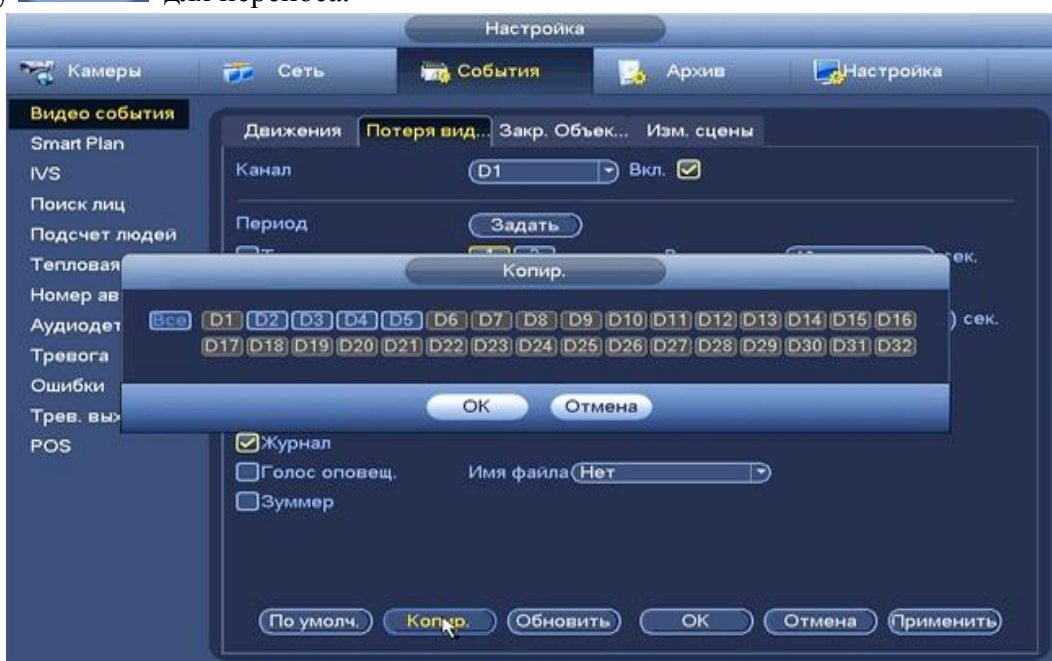 для переноса.
Настройка
Камеры Сеть События Архив Настройка
Видео события
Smart Plan
IVS
Поиск лиц
Подсчет людей
Тепловая
Номер ав
Аудиодет
Тревога
Ошибки
Трев. вых
POS
Движения Потеря вид... Закр. Объек... Изм. сцены
Канал D1 Вкл.
Период Задать
сек.
Копир.
Все D1 D2 D3 D4 D5 D6 D7 D8 D9 D10 D11 D12 D13 D14 D15 D16
D17 D18 D19 D20 D21 D22 D23 D24 D25 D26 D27 D28 D29 D30 D31 D32
сек.
OK Отмена
Журнал
Голос оповещ. Имя файла Нет
Зуммер
По умолч. Копир. Обновить OK Отмена Применить